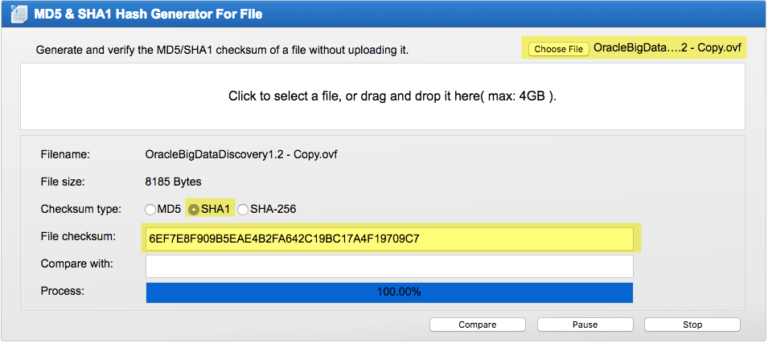 MD5 & SHA1 Hash Generator For File
Generate and verify the MD5/SHA1 checksum of a file without uploading it.
Choose File OracleBigData....2 - Copy.ovf
Click to select a file, or drag and drop it here( max: 4GB ).
Filename: OracleBigDataDiscovery1.2 - Copy.ovf
File size: 8185 Bytes
Checksum type: MD5 SHA1 SHA-256
File checksum: 6EF7E8F909B5EAE4B2FA642C19BC17A4F19709C7
Compare with:
Process: 100.00%
Compare Pause Stop